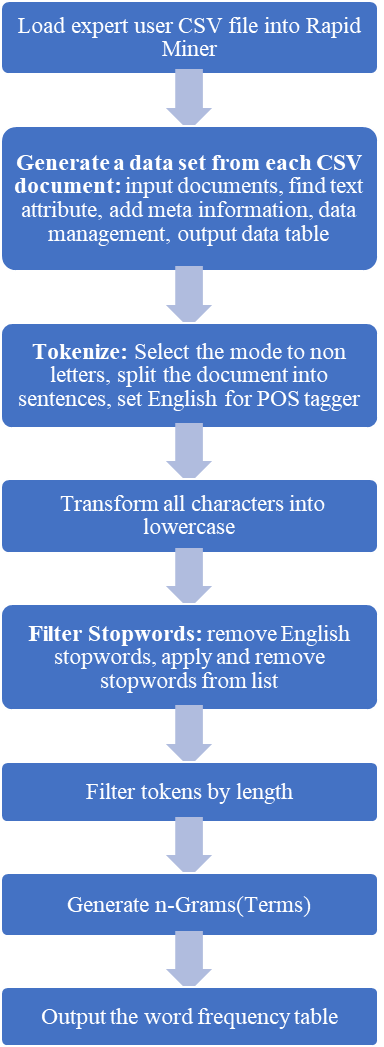 Load expert user CSV file into Rapid
Miner
Generate a data set from each CSV
document: input documents, find text
attribute, add meta information, data
management, output data table
Tokenize: Select the mode to non
letters, split the document into
sentences, set English for POS tagger
Transform all characters into
lowercase
Filter Stopwords: remove English
stopwords, apply and remove
stopwords from list
Filter tokens by length
Generate n-Grams(Terms)
Output the word frequency table